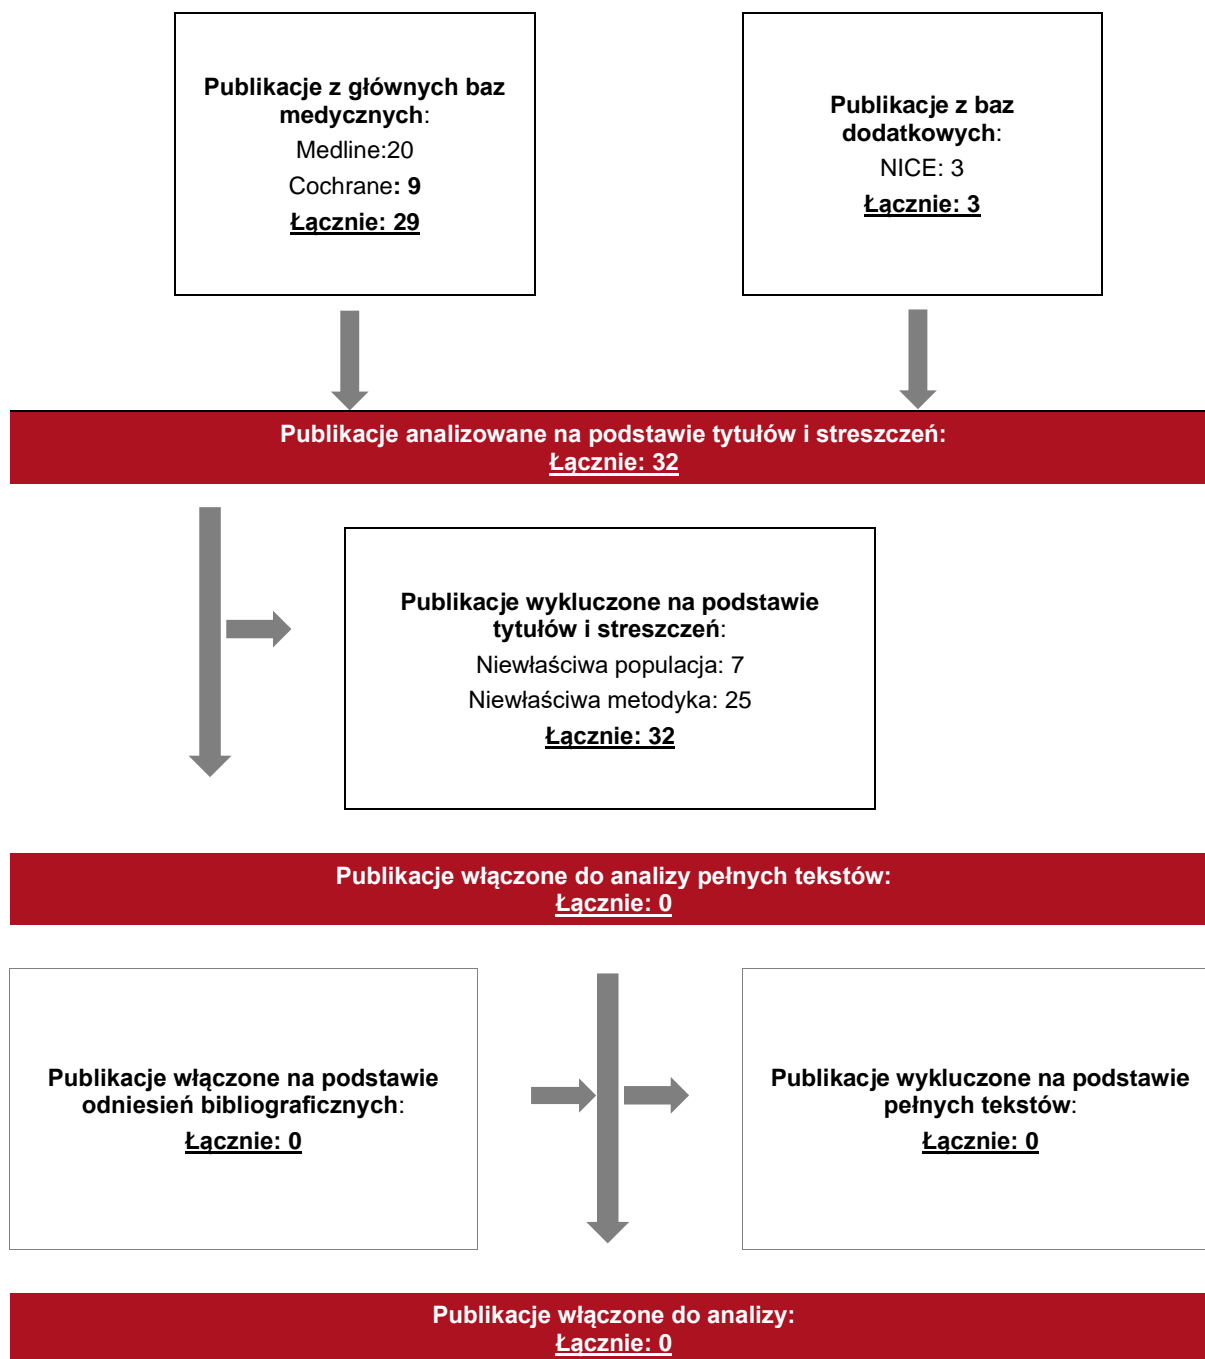 Publikacje z głównych baz
medycznych:
Medline:20
Cochrane: 9
Łącznie: 29
Publikacje z baz
dodatkowych:
NICE: 3
Łącznie: 3
Publikacje analizowane na podstawie tytułów i streszczeń:
Łącznie: 32
Publikacje wykluczone na podstawie
tytułów i streszczeń:
Niewłaściwa populacja: 7
Niewłaściwa metodyka: 25
Łącznie: 32
Publikacje włączone do analizy pełnych tekstów:
Łącznie: 0
Publikacje włączone na podstawie
odniesień bibliograficznych:
Łącznie: 0
Publikacje wykluczone na podstawie
pełnych tekstów:
Łącznie: 0
Publikacje włączone do analizy:
Łącznie: 0